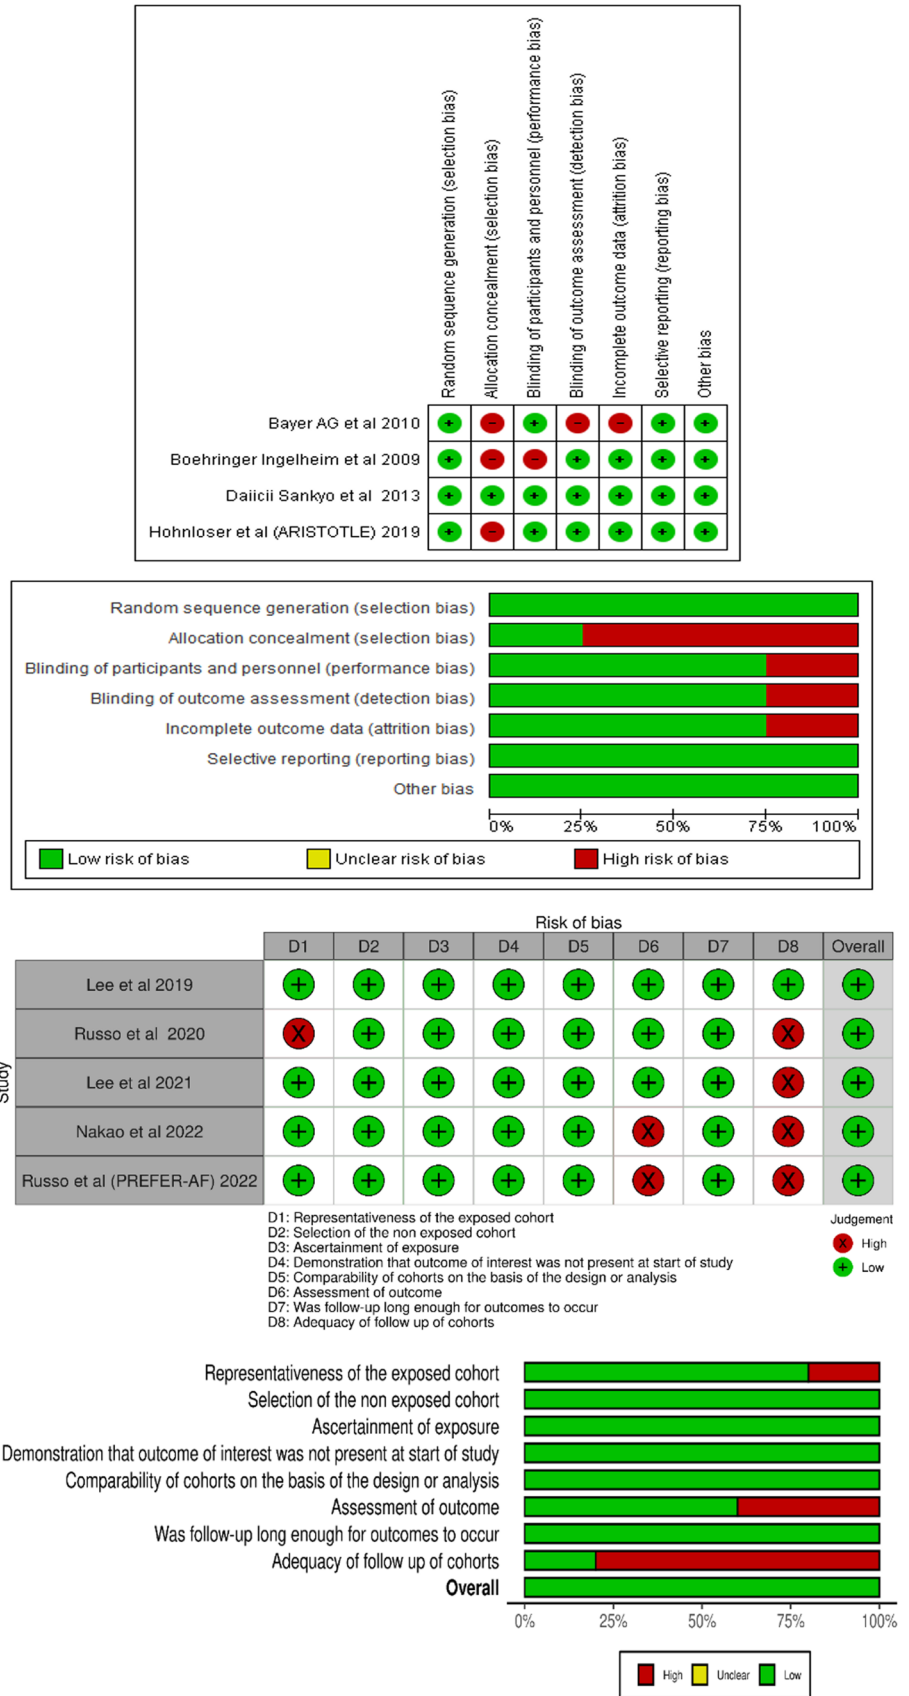 Random sequence generation (selection bias)
Allocation concealment (selection bias)
Blinding of participants and personnel (performance bias)
Blinding of outcome assessment (detection bias)
Incomplete outcome data (attrition bias)
Selective reporting (reporting bias)
Other bias
Bayer AG et al 2010 + - + - - + +
Boehringer Ingelheim et al 2009 + - - + + + +
Daiicii Sankyo et al 2013 + + + + + + +
Hohnloser et al (ARISTOTLE) 2019 + - + + + + +
Random sequence generation (selection bias)
Allocation concealment (selection bias)
Blinding of participants and personnel (performance bias)
Blinding of outcome assessment (detection bias)
Incomplete outcome data (attrition bias)
Selective reporting (reporting bias)
Other bias
0% 25% 50% 75% 100%
Low risk of bias Unclear risk of bias High risk of bias
Risk of bias
D1 D2 D3 D4 D5 D6 D7 D8 Overall
Study
Lee et al 2019 + + + + + + + + +
Russo et al 2020 X + + + + + + X +
Lee et al 2021 + + + + + + + X +
Nakao et al 2022 + + + + + X + X +
Russo et al (PREFER-AF) 2022 + + + + + X + X +
D1: Representativeness of the exposed cohort
D2: Selection of the non exposed cohort
D3: Ascertainment of exposure
D4: Demonstration that outcome of interest was not present at start of study
D5: Comparability of cohorts on the basis of the design or analysis
D6: Assessment of outcome
D7: Was follow-up long enough for outcomes to occur
D8: Adequacy of follow up of cohorts
Judgement
X High
+ Low
Representativeness of the exposed cohort
Selection of the non exposed cohort
Ascertainment of exposure
Demonstration that outcome of interest was not present at start of study
Comparability of cohorts on the basis of the design or analysis
Assessment of outcome
Was follow-up long enough for outcomes to occur
Adequacy of follow up of cohorts
Overall
0% 25% 50% 75% 100%
High Unclear Low